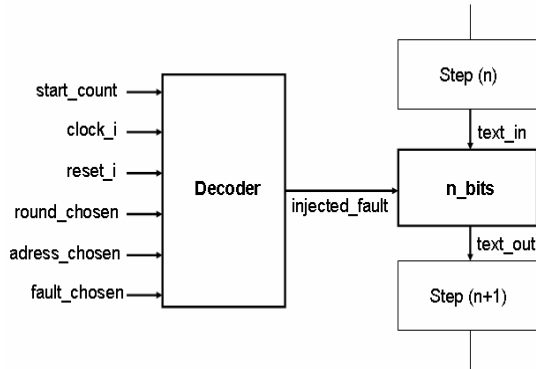 Step (n)
start_count
text_in
clock_i
reset_i
Decoder
n_bits
injected_fault
round_chosen
text_out
adress_chosen
fault_chosen
Step (n+1)